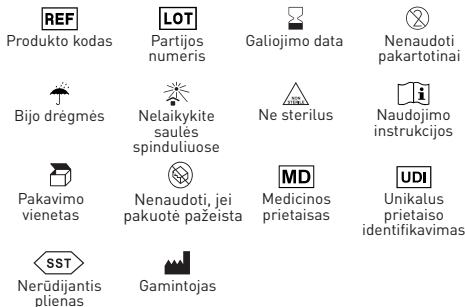 REF
LOT
Produkto kodas
Partijos
numeris
Galiojimo data
Nenaudoti
pakartotinai
2
NON
STERILE
Bijo drėgmės
Nelaikykite
saulės
spinduliuose
Ne sterilus
Naudojimo
instrukcijos
i
MD
UDI
Pakavimo
vienetas
Nenaudoti, jei
pakuotė pažeista
Medicinos
prietaisas
Unikalus
prietaiso
identifikavimas
SST
Nerūdijantis
plienas
Gamintojas